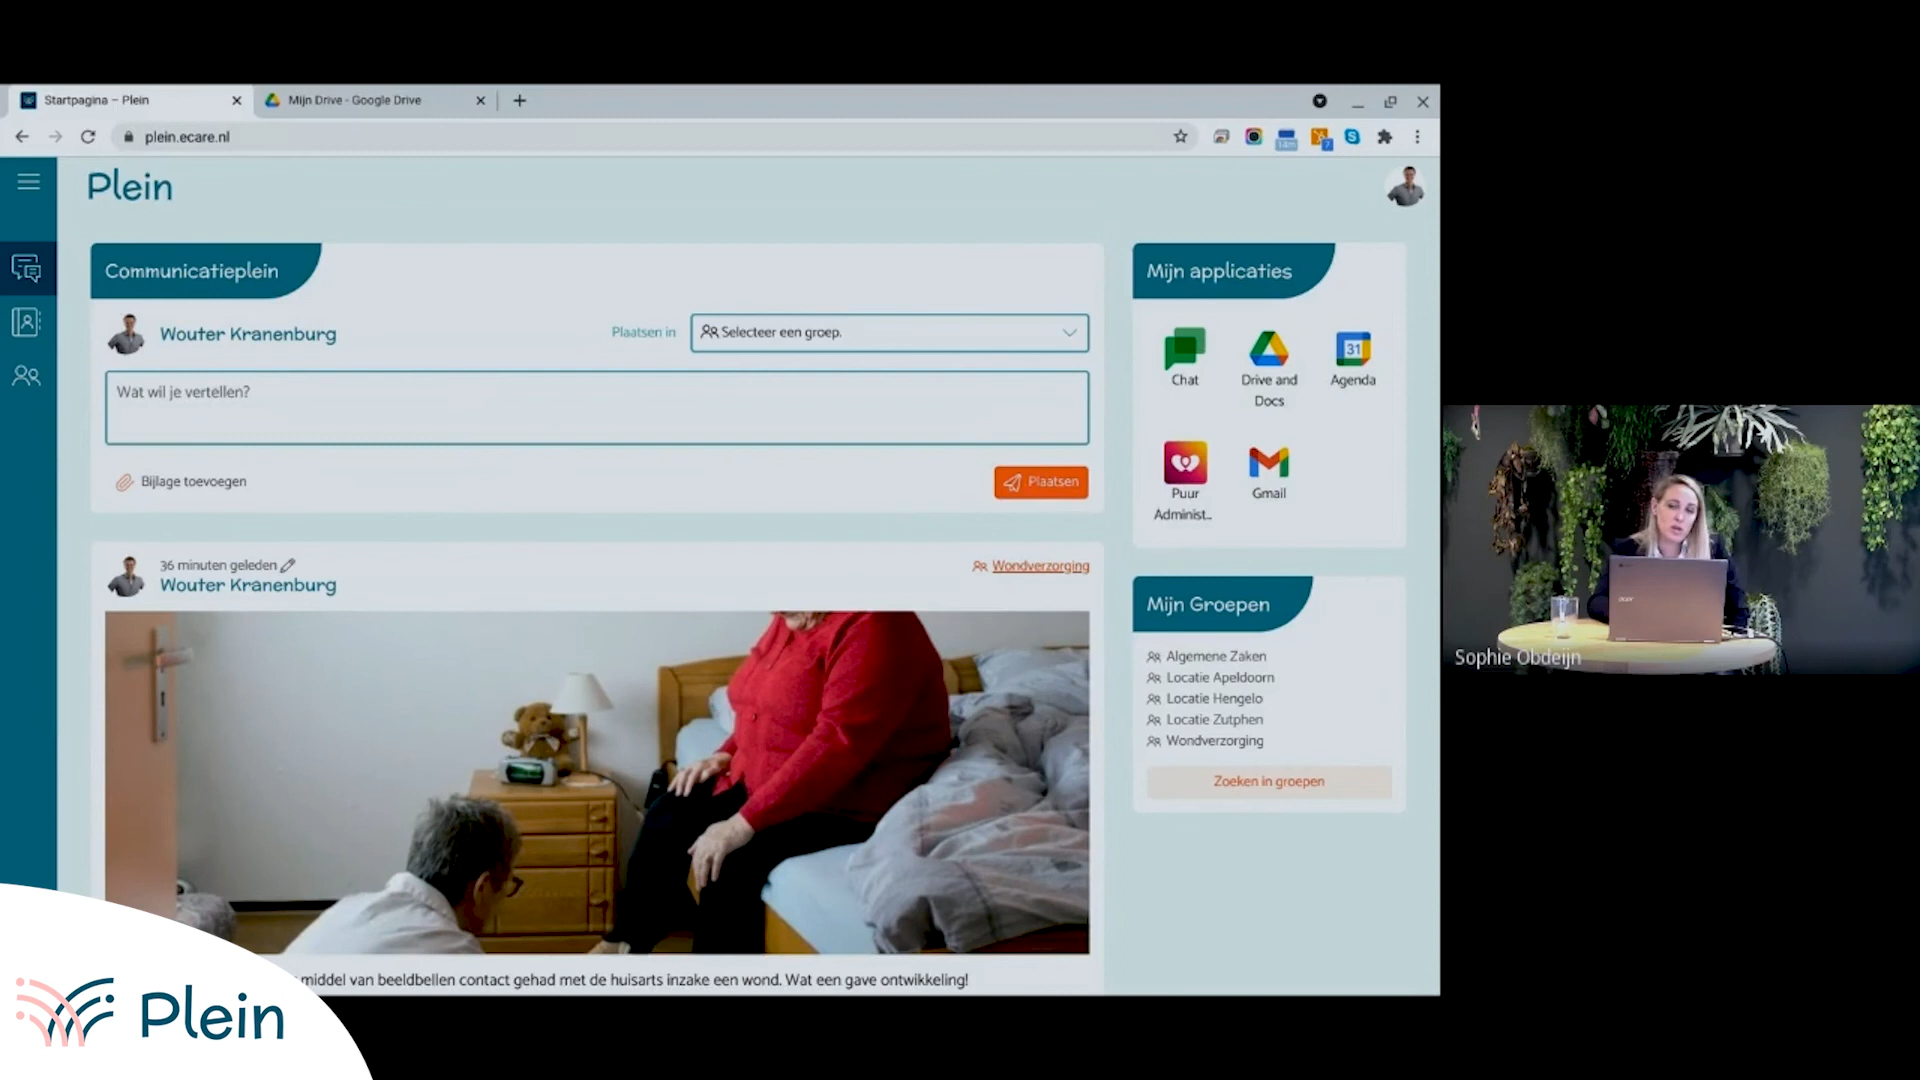 Startpagina – Plein
Mijn Drive - Google Drive
plein.ecare.nl
Plein
Communicatieplein
Wouter Kranenburg
Plaatsen in
Selecteer een groep.
Wat wil je vertellen?
Bijlage toevoegen
Plaatsen
36 minuten geleden
Wouter Kranenburg
Wondverzorging
middel van beeldbellen contact gehad met de huisarts inzake een wond. Wat een gave ontwikkeling!
Mijn applicaties
Chat
Drive and
Docs
31
Agenda
Puur
Administ..
Gmail
Mijn Groepen
Algemene Zaken
Locatie Apeldoorn
Locatie Hengelo
Locatie Zutphen
Wondverzorging
Zoeken in groepen
acer
Sophie Obdeijn
Plein